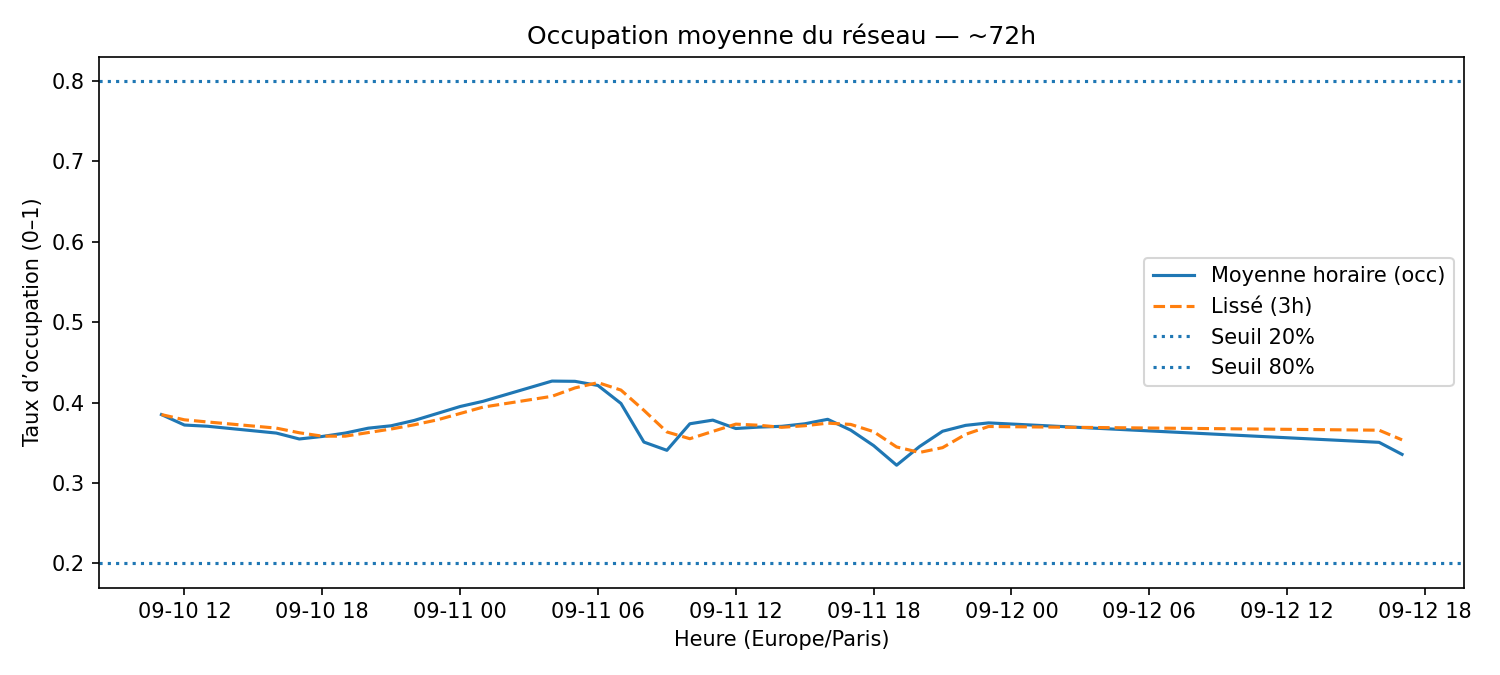 Occupation moyenne du réseau — ~72h
Taux d’occupation (0–1)
0.8
0.7
0.6
0.5
0.4
0.3
0.2
Moyenne horaire (occ)
Lissé (3h)
Seuil 20%
Seuil 80%
09-10 12 09-10 18 09-11 00 09-11 06 09-11 12 09-11 18 09-12 00 09-12 06 09-12 12 09-12 18
Heure (Europe/Paris)